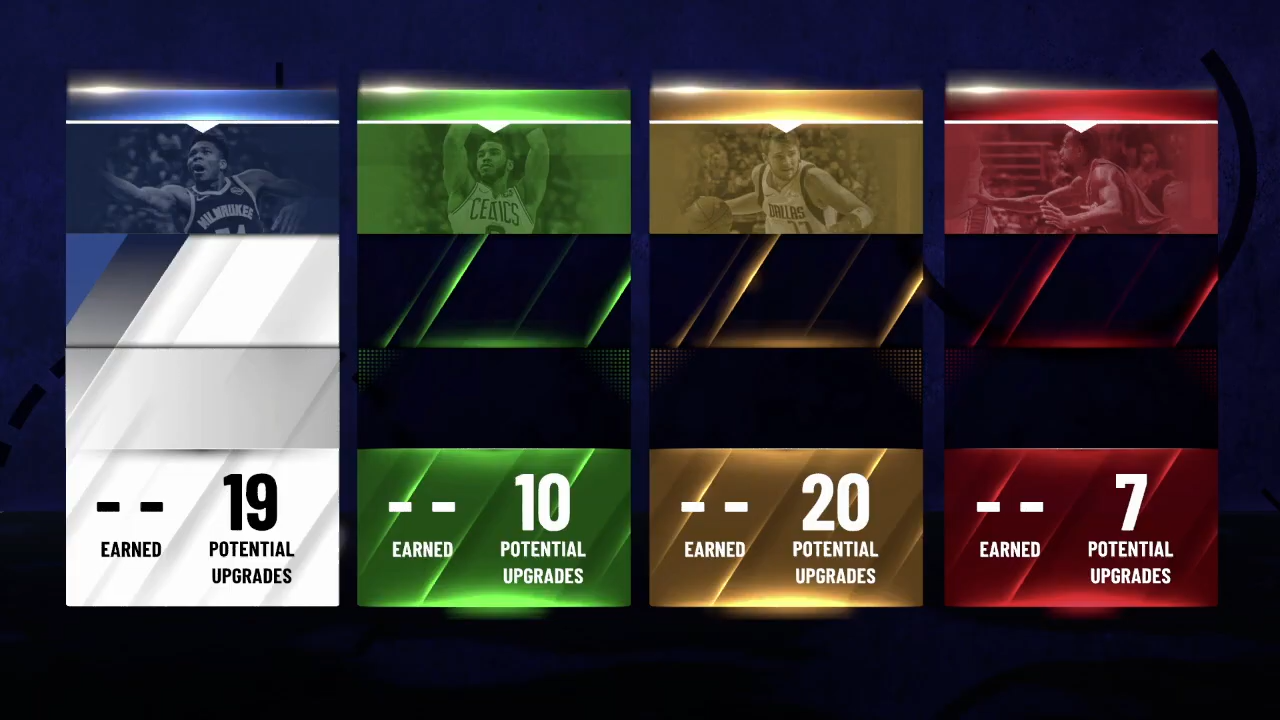 MILWAUKEE
CELTICS
DALLAS
- - 19
EARNED POTENTIAL
UPGRADES
- - 10
EARNED POTENTIAL
UPGRADES
- - 20
EARNED POTENTIAL
UPGRADES
- - 7
EARNED POTENTIAL
UPGRADES